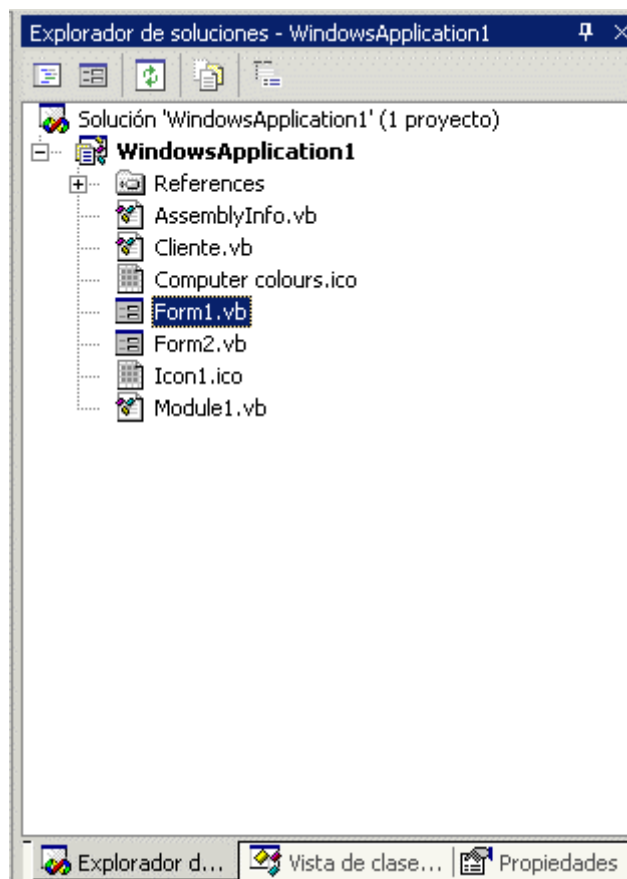 Explorador de soluciones - WindowsApplication1
Solución 'WindowsApplication1' (1 proyecto)
WindowsApplication1
References
AssemblyInfo.vb
Cliente.vb
Computer colours.ico
Form1.vb
Form2.vb
Icon1.ico
Module1.vb
Explorador d... Vista de clase... Propiedades